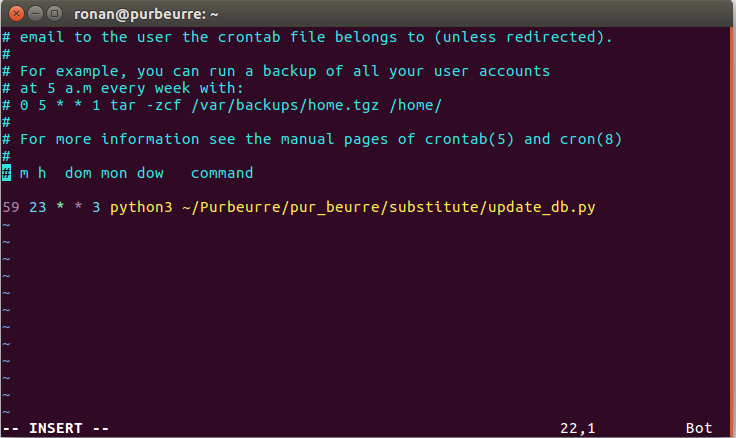 ronan@purbeurre: ~
# email to the user the crontab file belongs to (unless redirected).
#
# For example, you can run a backup of all your user accounts
# at 5 a.m every week with:
# 0 5 * * 1 tar -zcf /var/backups/home.tgz /home/
#
# For more information see the manual pages of crontab(5) and cron(8)
#
# m h  dom mon dow   command
59 23 * * 3 python3 ~/Purbeurre/pur_beurre/substitute/update_db.py
~
~
~
~
~
~
~
~
~
~
~
~
-- INSERT -- 22,1 Bot